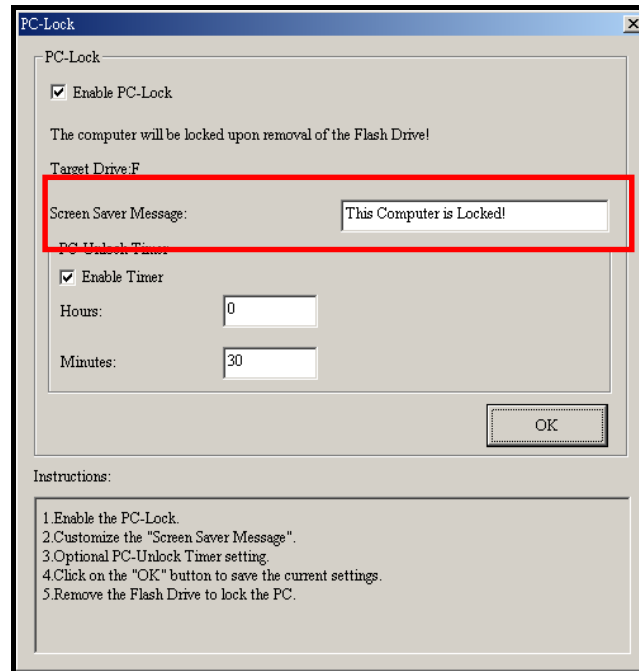 PC-Lock
PC-Lock
Enable PC-Lock
The computer will be locked upon removal of the Flash Drive!
Target Drive:F
Screen Saver Message: This Computer is Locked!
PC-Unlock Timer
Enable Timer
Hours: 0
Minutes: 30
OK
Instructions:
1.Enable the PC-Lock.
2.Customize the "Screen Saver Message".
3.Optional PC-Unlock Timer setting.
4.Click on the "OK" button to save the current settings.
5.Remove the Flash Drive to lock the PC.